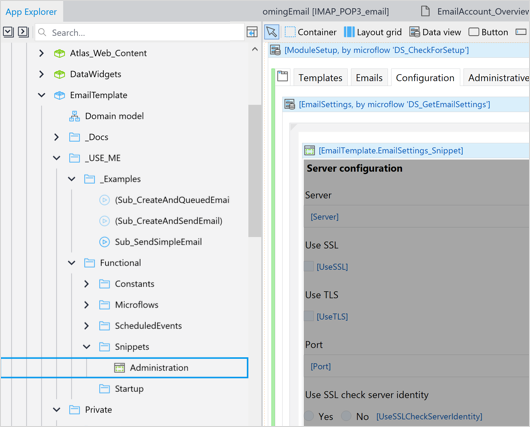 App Explorer
omingEmail [IMAP_POP3_email]
EmailAccount_Overview
Search...
Container
Layout grid
Data view
Button
Atlas_Web_Content
DataWidgets
EmailTemplate
Domain model
_Docs
_USE_ME
_Examples
(Sub_CreateAndQueuedEmai
(Sub_CreateAndSendEmail)
Sub_SendSimpleEmail
Functional
Constants
Microflows
ScheduledEvents
Snippets
Administration
Startup
Private
[ModuleSetup, by microflow 'DS_CheckForSetup']
Templates
Emails
Configuration
Administrative
[EmailSettings, by microflow 'DS_GetEmailSettings']
[EmailTemplate.EmailSettings_Snippet]
Server configuration
Server
[Server]
Use SSL
[UseSSL]
Use TLS
[UseTLS]
Port
[Port]
Use SSL check server identity
Yes
No
[UseSSLCheckServerIdentity]